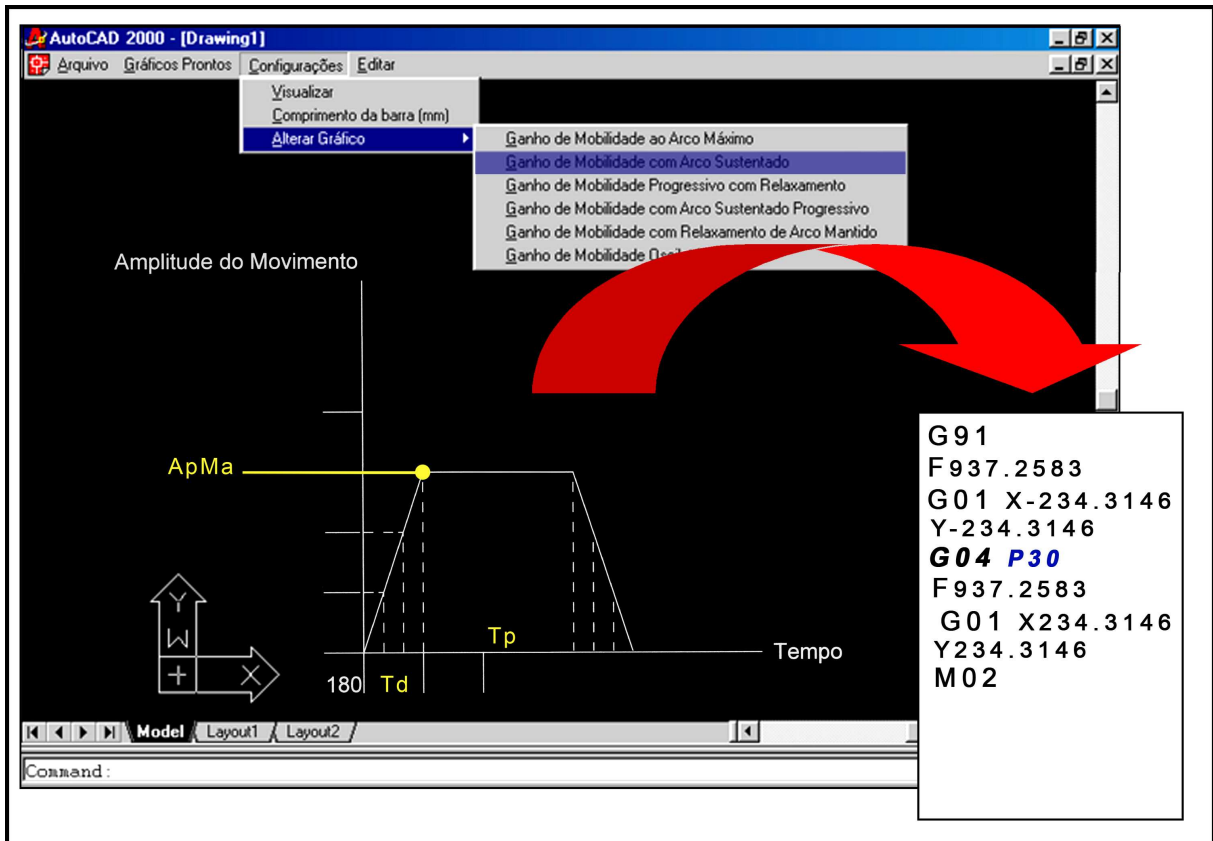 AutoCAD 2000 - [Drawing1]
Arquivo Gráficos Prontos Configurações Editar
Visualizar
Comprimento da barra (mm)
Alterar Gráfico
Ganho de Mobilidade ao Arco Máximo
Ganho de Mobilidade com Arco Sustentado
Ganho de Mobilidade Progressivo com Relaxamento
Ganho de Mobilidade com Arco Sustentado Progressivo
Ganho de Mobilidade com Relaxamento de Arco Mantido
Ganho de Mobilidade
Amplitude do Movimento
ApMa
Y
W
+ X
180 Td
Tp
Tempo
G91
F937.2583
G01 X-234.3146
Y-234.3146
G04 P30
F937.2583
G01 X234.3146
Y234.3146
M02
Model Layout1 Layout2
Command: